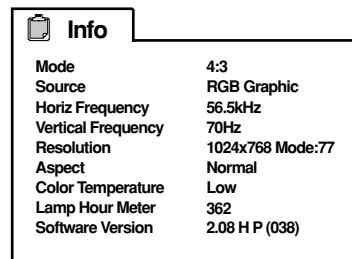 Info
Mode 4:3
Source RGB Graphic
Horiz Frequency 56.5kHz
Vertical Frequency 70Hz
Resolution 1024x768 Mode:77
Aspect Normal
Color Temperature Low
Lamp Hour Meter 362
Software Version 2.08 H P (038)